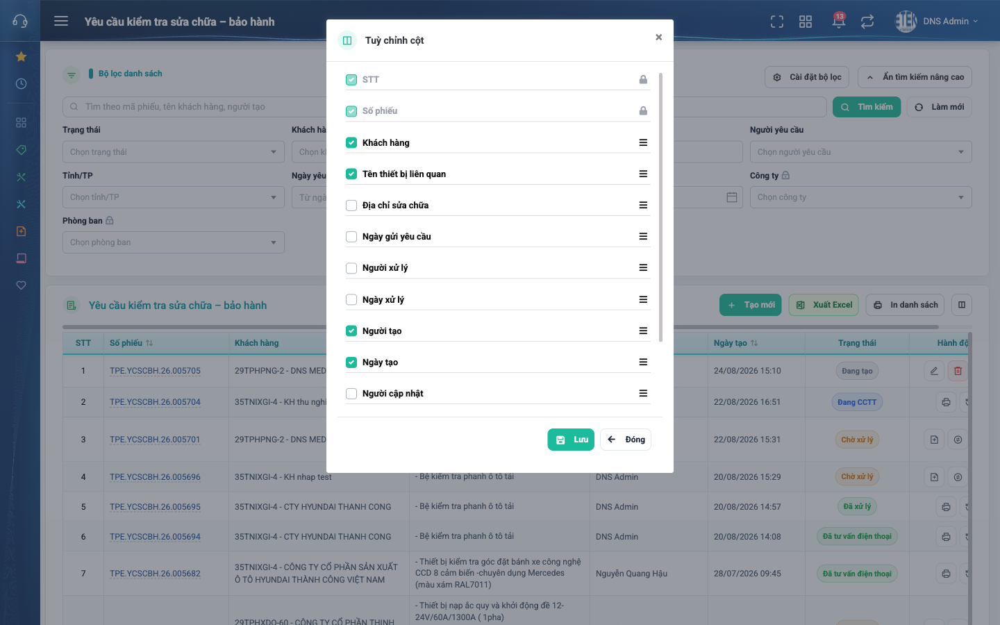 Yêu cầu kiểm tra sửa chữa – bảo hành
13
DNS Admin
Tuỳ chỉnh cột
×
Bộ lọc danh sách
Cài đặt bộ lọc
Ẩn tìm kiếm nâng cao
Tìm theo mã phiếu, tên khách hàng, người tạo
Tìm kiếm
Làm mới
Trạng thái
Khách hà
Người yêu cầu
Chọn trạng thái
Chọn kh
Chọn người yêu cầu
Tỉnh/TP
Ngày yêu
Công ty
Chọn tỉnh/TP
Từ ngà
Chọn công ty
Phòng ban
Chọn phòng ban
STT
Số phiếu
Khách hàng
Tên thiết bị liên quan
Địa chỉ sửa chữa
Ngày gửi yêu cầu
Người xử lý
Ngày xử lý
Người tạo
Ngày tạo
Người cập nhật
Lưu
Đóng
Yêu cầu kiểm tra sửa chữa – bảo hành
Tạo mới
Xuất Excel
In danh sách
STT
Số phiếu
Khách hàng
Ngày tạo
Trạng thái
Hành độ
1
TPE.YCSCBH.26.005705
29TPHPNG-2 - DNS MED
24/08/2026 15:10
Đang tạo
2
TPE.YCSCBH.26.005704
35TNIXGI-4 - KH thu nghi
22/08/2026 16:51
Đang CCTT
3
TPE.YCSCBH.26.005701
29TPHPNG-2 - DNS MED
22/08/2026 15:31
Chờ xử lý
4
TPE.YCSCBH.26.005696
35TNIXGI-4 - KH nhap test
- Bệ kiểm tra phanh ô tô tải
DNS Admin
20/08/2026 15:29
Chờ xử lý
5
TPE.YCSCBH.26.005695
35TNIXGI-4 - CTY HYUNDAI THANH CONG
- Bệ kiểm tra phanh ô tô tải
DNS Admin
20/08/2026 14:57
Đã xử lý
6
TPE.YCSCBH.26.005694
35TNIXGI-4 - CTY HYUNDAI THANH CONG
- Bệ kiểm tra phanh ô tô tải
DNS Admin
20/08/2026 14:08
Đã tư vấn điện thoại
7
TPE.YCSCBH.26.005682
35TNIXGI-4 - CÔNG TY CỔ PHẦN SẢN XUẤT
Ô TÔ HYUNDAI THÀNH CÔNG VIỆT NAM
- Thiết bị kiểm tra góc đặt bánh xe công nghệ
CCD 8 cảm biến -chuyên dụng Mercedes
(màu xám RAL7011)
Nguyễn Quang Hậu
28/07/2026 09:45
Đã tư vấn điện thoại
29TPHXDO-60 - CÔNG TY CỔ PHẦN THỊNH
- Thiết bị nạp ắc quy và khởi động đề 12-
24V/60A/1300A ( 1pha)